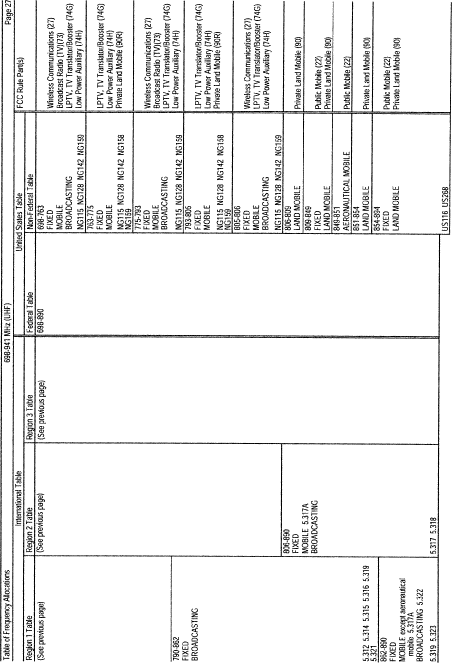 Table of Frequency Allocations 698-941 MHz (UHF) Page 27
International Table United States Table FCC Rule Part(s)
Region 1 Table Region 2 Table Region 3 Table Federal Table Non-Federal Table
(See previous page)
790-862
FIXED
BROADCASTING
5.312 5.314 5.315 5.316 5.319
5.321
862-890
FIXED
MOBILE except aeronautical
mobile 5.317A
BROADCASTING 5.322
5.319 5.323
(See previous page)
806-890
FIXED
MOBILE 5.317A
BROADCASTING
5.317 5.318
(See previous page)
698-890
698-763
FIXED
MOBILE
BROADCASTING
NG115 NG128 NG142 NG159
763-775
FIXED
MOBILE
NG115 NG128 NG142 NG158
NG159
775-793
FIXED
MOBILE
BROADCASTING
NG115 NG128 NG142 NG159
793-805
FIXED
MOBILE
NG115 NG128 NG142 NG158
NG159
805-806
FIXED
MOBILE
BROADCASTING
NG115 NG128 NG142 NG159
806-809
LAND MOBILE
809-849
FIXED
LAND MOBILE
849-851
AERONAUTICAL MOBILE
851-854
LAND MOBILE
854-894
FIXED
LAND MOBILE
US116 US268
Wireless Communications (27)
Broadcast Radio (TV)(73)
LPTV, TV Translator/Booster (74G)
Low Power Auxiliary (74H)
LPTV, TV Translator/Booster (74G)
Low Power Auxiliary (74H)
Private Land Mobile (90R)
Wireless Communications (27)
Broadcast Radio (TV)(73)
LPTV, TV Translator/Booster (74G)
Low Power Auxiliary (74H)
LPTV, TV Translator/Booster (74G)
Low Power Auxiliary (74H)
Private Land Mobile (90R)
Wireless Communications (27)
LPTV, TV Translator/Booster (74G)
Low Power Auxiliary (74H)
Private Land Mobile (90)
Public Mobile (22)
Private Land Mobile (90)
Public Mobile (22)
Private Land Mobile (90)
Public Mobile (22)
Private Land Mobile (90)